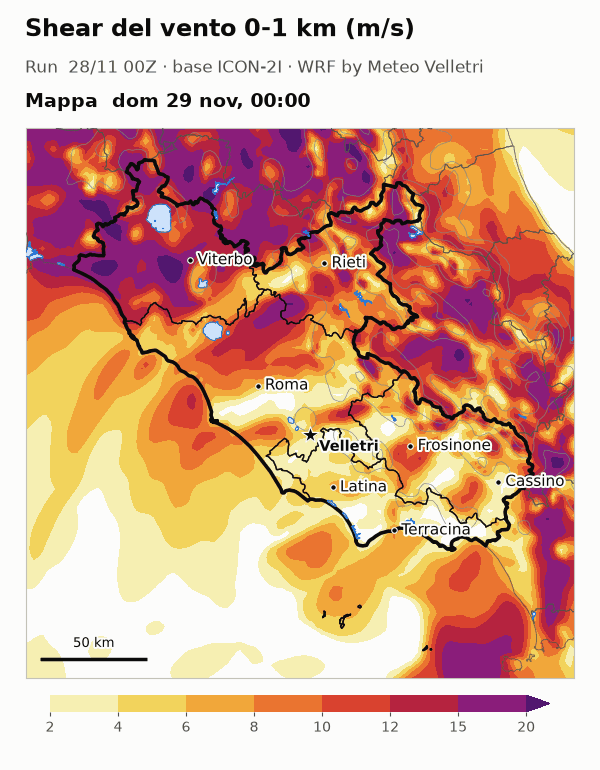 Shear del vento 0-1 km (m/s)
Run  28/11 00Z · base ICON-2I · WRF by Meteo Velletri
Mappa  dom 29 nov, 00:00
Viterbo
Rieti
Roma
Velletri
Frosinone
Cassino
Latina
Terracina
50 km
2 4 6 8 10 12 15 20